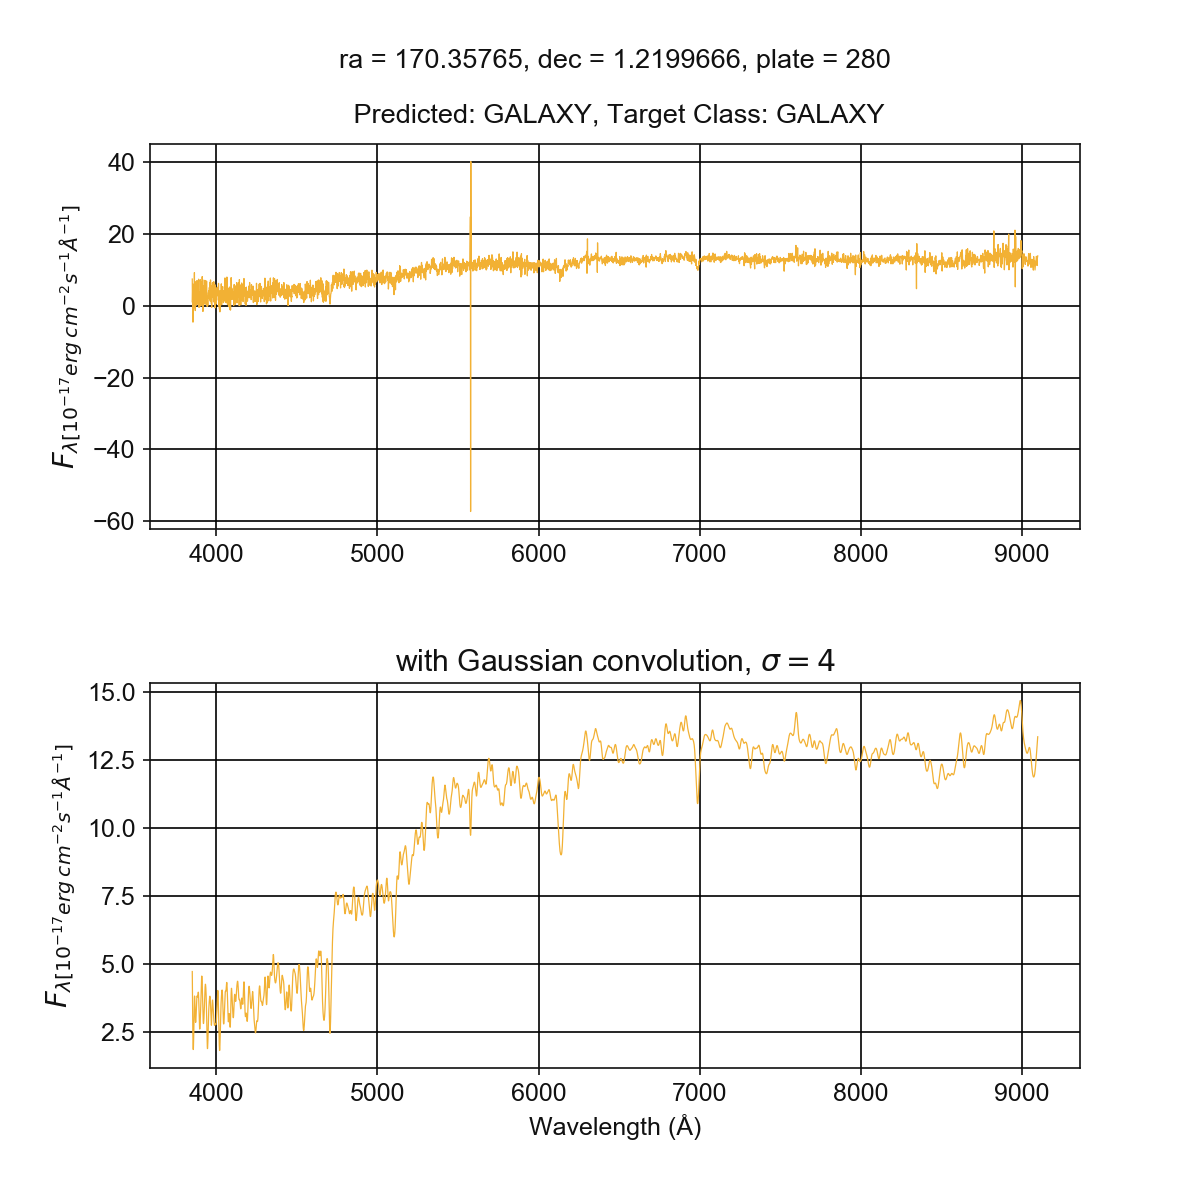 ra = 170.35765, dec = 1.2199666, plate = 280
Predicted: GALAXY, Target Class: GALAXY
40
20
0
−20
−40
−60
F_{λ[10^{−17} erg cm^{−2}s^{−1}Å^{−1}]}
4000 5000 6000 7000 8000 9000
with Gaussian convolution, σ = 4
15.0
12.5
10.0
7.5
5.0
2.5
F_{λ[10^{−17} erg cm^{−2}s^{−1}Å^{−1}]}
4000 5000 6000 7000 8000 9000
Wavelength (Å)